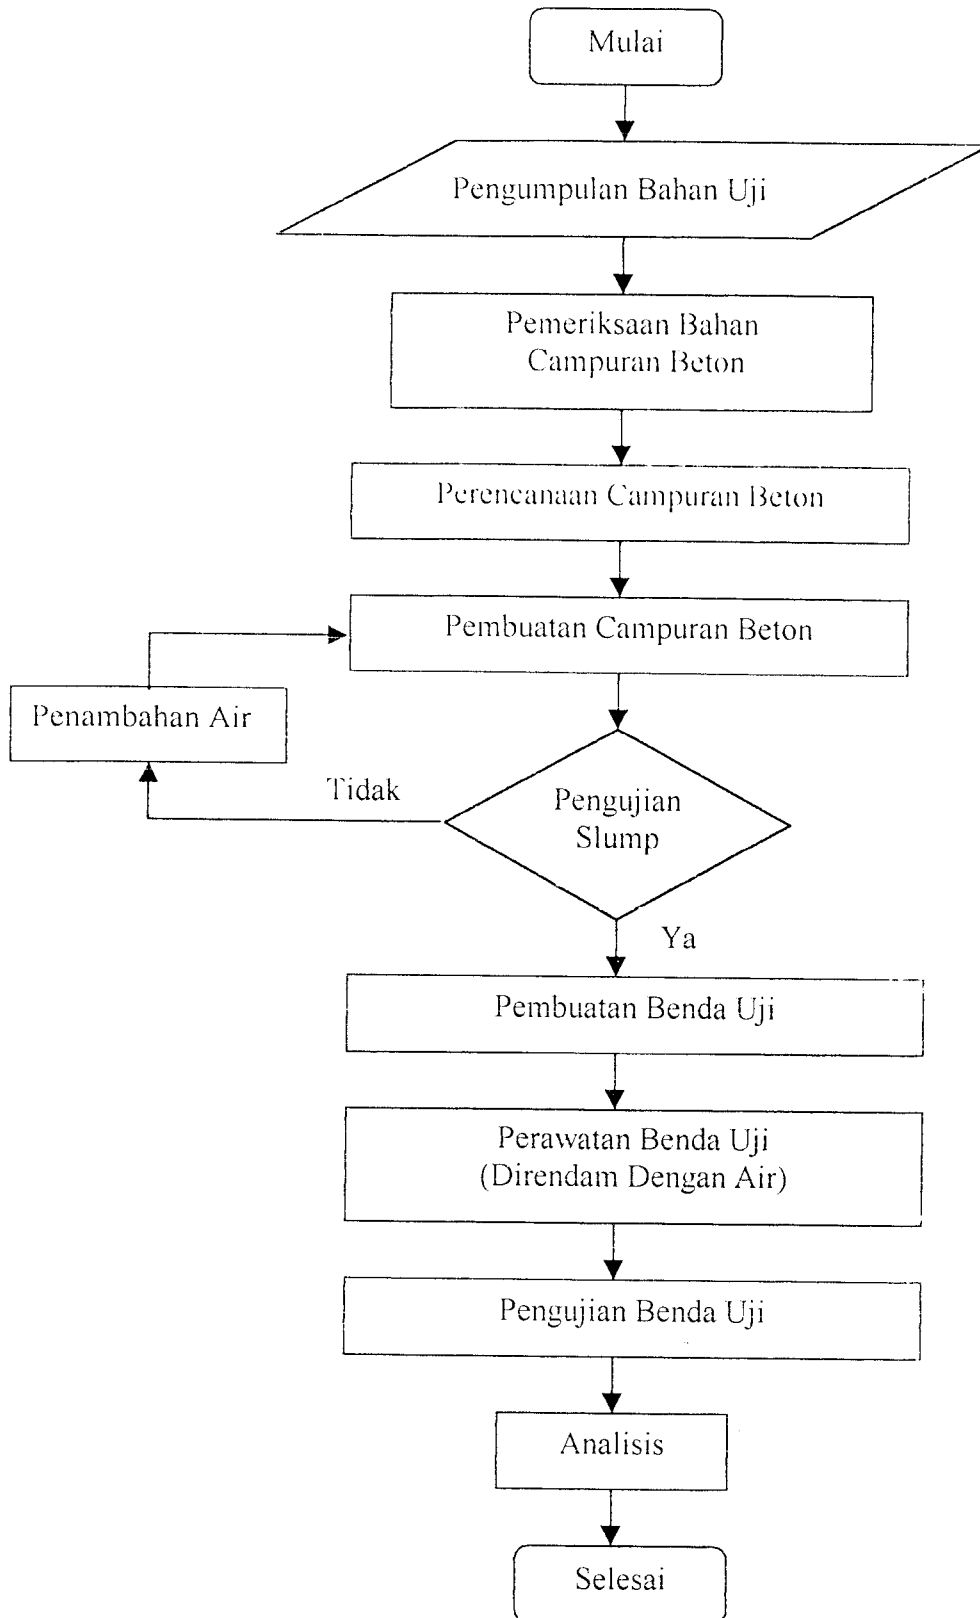 Mulai
Pengumpulan Bahan Uji
Pemeriksaan Bahan
Campuran Beton
Perencanaan Campuran Beton
Pembuatan Campuran Beton
Penambahan Air
Tidak
Pengujian
Slump
Ya
Pembuatan Benda Uji
Perawatan Benda Uji
(Direndam Dengan Air)
Pengujian Benda Uji
Analisis
Selesai